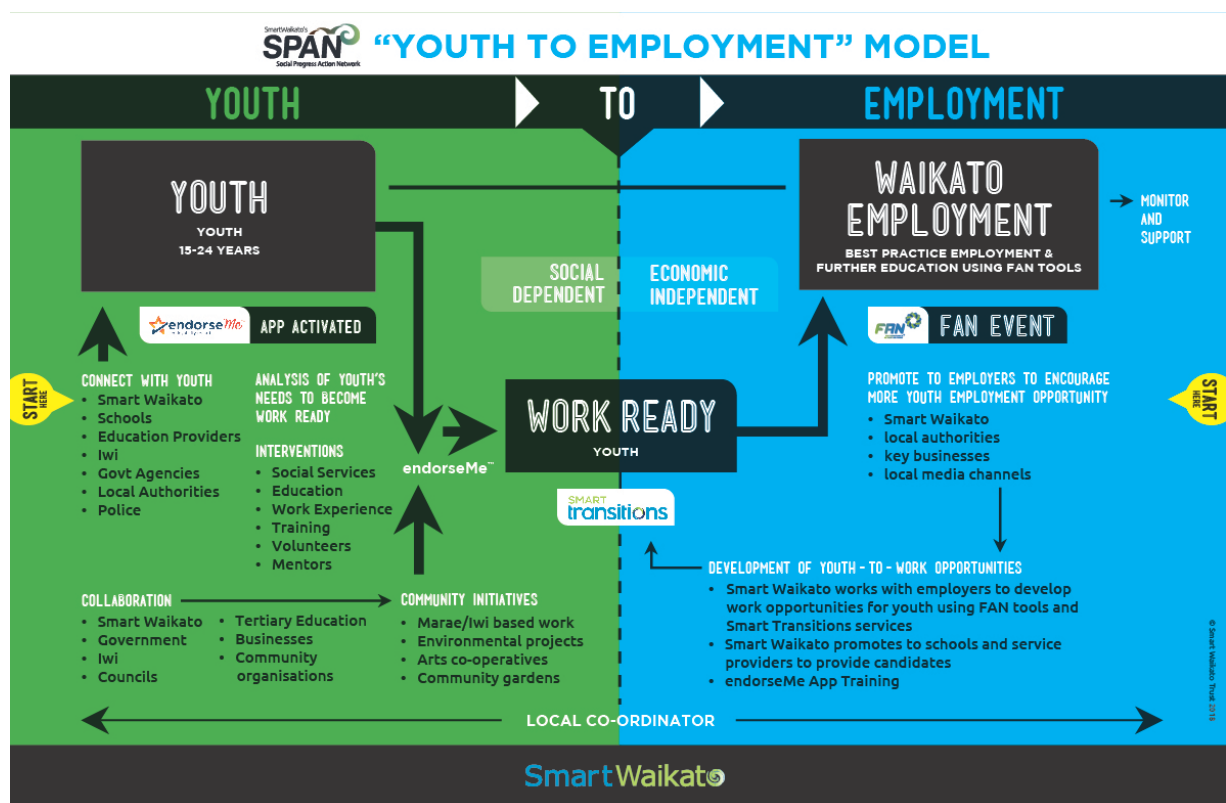 SmartWaikato's
SPAN
Social Progress Action Network
“YOUTH TO EMPLOYMENT” MODEL
YOUTH TO EMPLOYMENT
YOUTH
YOUTH
15-24 YEARS
WAIKATO
EMPLOYMENT
BEST PRACTICE EMPLOYMENT &
FURTHER EDUCATION USING FAN TOOLS
MONITOR
AND
SUPPORT
SOCIAL
DEPENDENT
ECONOMIC
INDEPENDENT
endorseMe
APP ACTIVATED
FAN
FAN EVENT
START
HERE
CONNECT WITH YOUTH
• Smart Waikato
• Schools
• Education Providers
• Iwi
• Govt Agencies
• Local Authorities
• Police
ANALYSIS OF YOUTH'S
NEEDS TO BECOME
WORK READY
INTERVENTIONS
• Social Services
• Education
• Work Experience
• Training
• Volunteers
• Mentors
endorseMe™
WORK READY
YOUTH
SMART
transitions
PROMOTE TO EMPLOYERS TO ENCOURAGE
MORE YOUTH EMPLOYMENT OPPORTUNITY
• Smart Waikato
• local authorities
• key businesses
• local media channels
START
HERE
COLLABORATION
• Smart Waikato
• Government
• Iwi
• Councils
• Tertiary Education
• Businesses
• Community
organisations
COMMUNITY INITIATIVES
• Marae/Iwi based work
• Environmental projects
• Arts co-operatives
• Community gardens
DEVELOPMENT OF YOUTH - TO - WORK OPPORTUNITIES
• Smart Waikato works with employers to develop
work opportunities for youth using FAN tools and
Smart Transitions services
• Smart Waikato promotes to schools and service
providers to provide candidates
• endorseMe App Training
© Smart Waikato Trust 2016
LOCAL CO-ORDINATOR
SmartWaikato